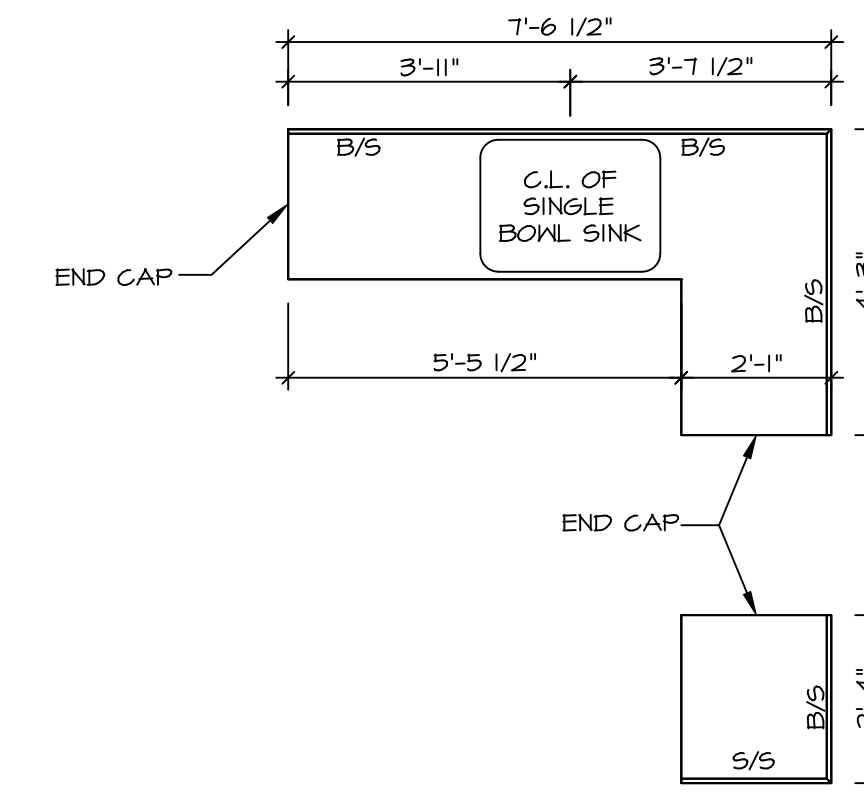 7'-6 1/2"
3'-11"
3'-7 1/2"
B/S
B/S
C.L. OF
SINGLE
BOWL SINK
END CAP
B/S
5'-5 1/2"
2'-1"
END CAP
B/S
S/S